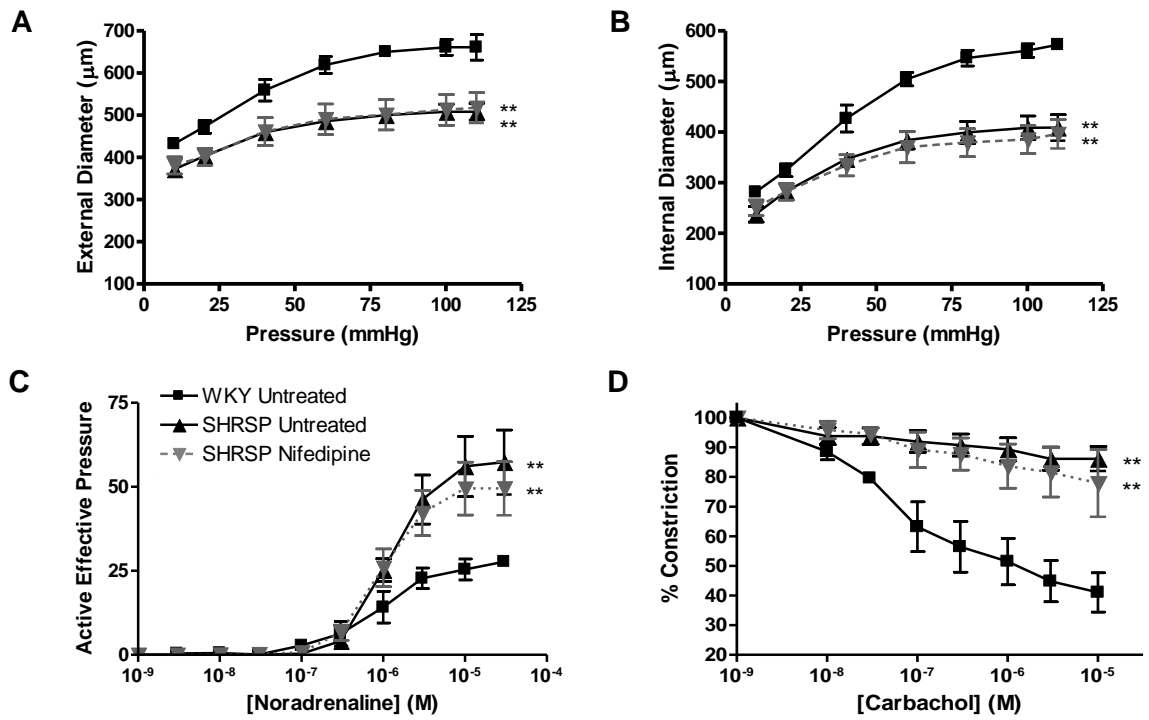 A
External Diameter (μm)
700
600
500
400
300
200
100
0 25 50 75 100 125
Pressure (mmHg)
**
**
B
Internal Diameter (μm)
600
500
400
300
200
100
0 25 50 75 100 125
Pressure (mmHg)
**
**
C
WKY Untreated
SHRSP Untreated
SHRSP Nifedipine
Active Effective Pressure
75
50
25
0
10-9 10-8 10-7 10-6 10-5 10-4
[Noradrenaline] (M)
**
**
D
% Constriction
100
90
80
70
60
50
40
30
20
10-9 10-8 10-7 10-6 10-5
[Carbachol] (M)
**
**